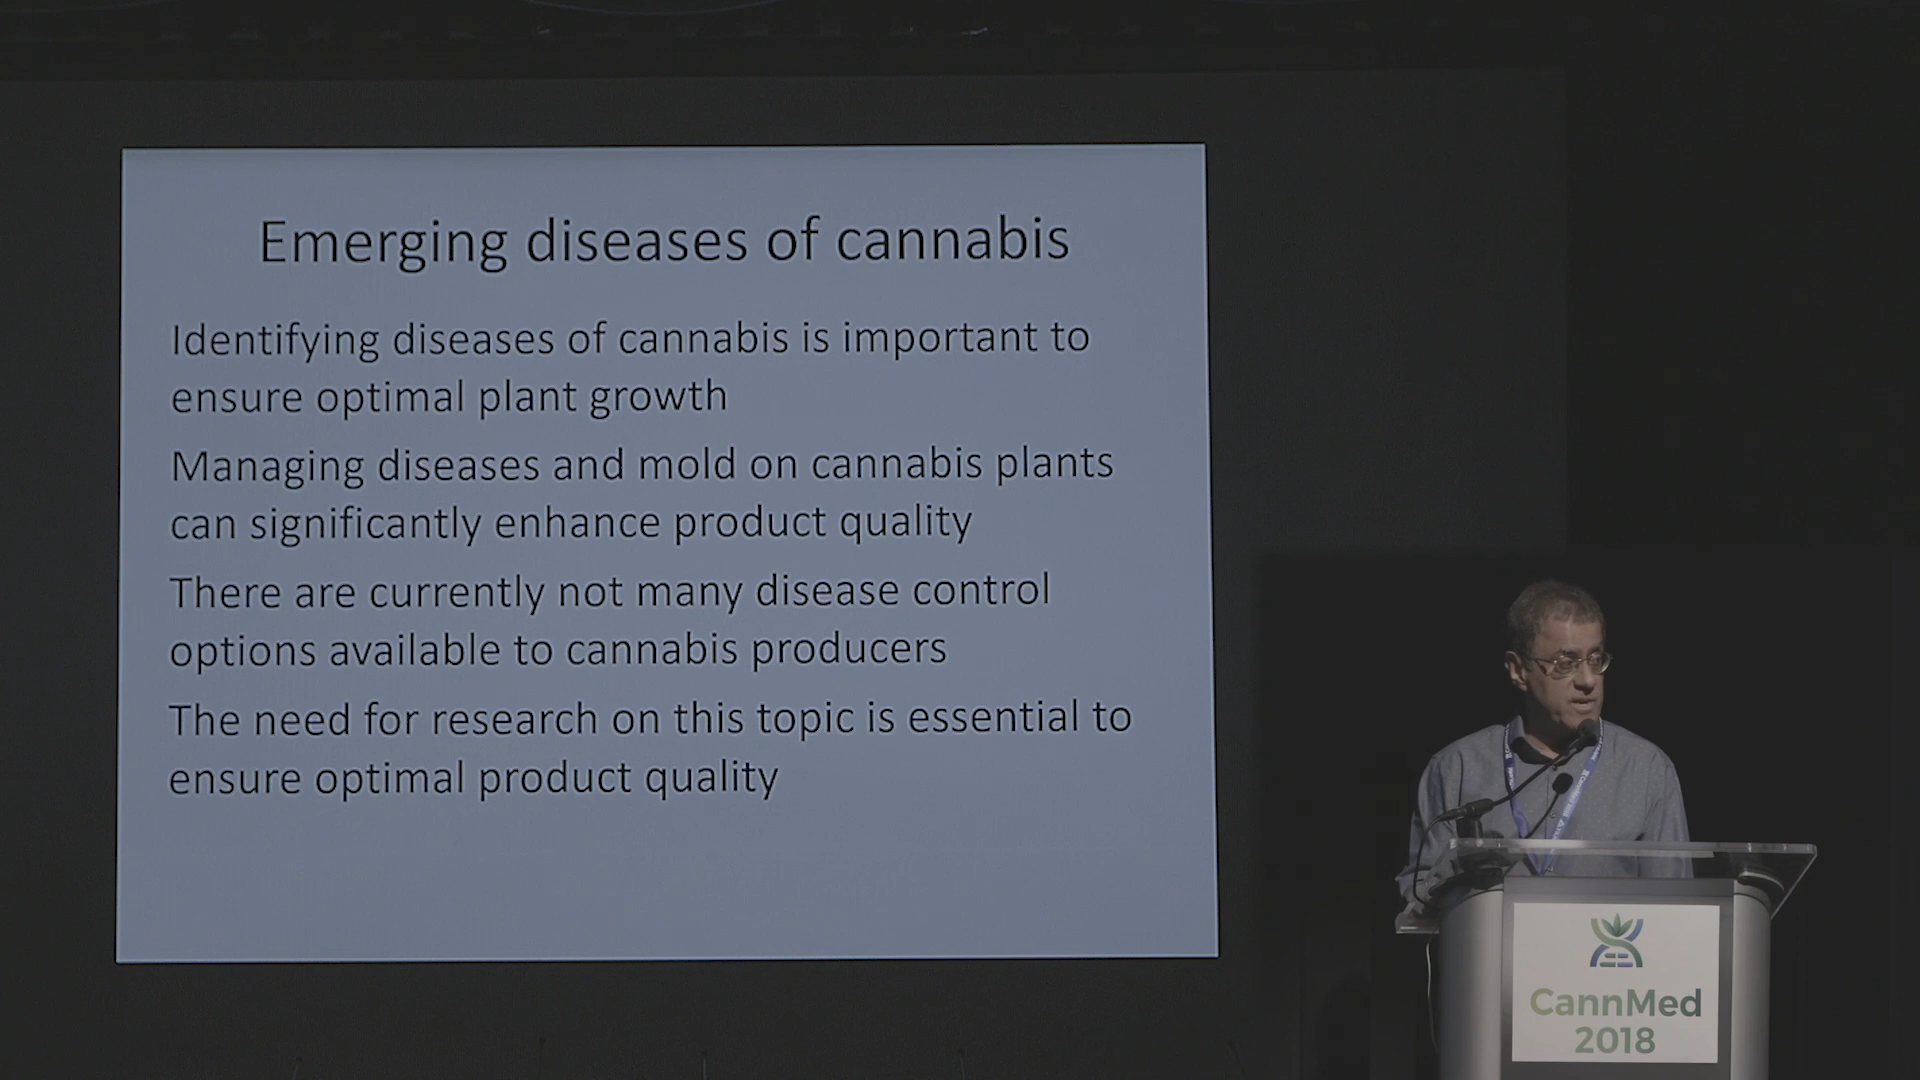 Emerging diseases of cannabis
Identifying diseases of cannabis is important to
ensure optimal plant growth
Managing diseases and mold on cannabis plants
can significantly enhance product quality
There are currently not many disease control
options available to cannabis producers
The need for research on this topic is essential to
ensure optimal product quality
CannMed
2018